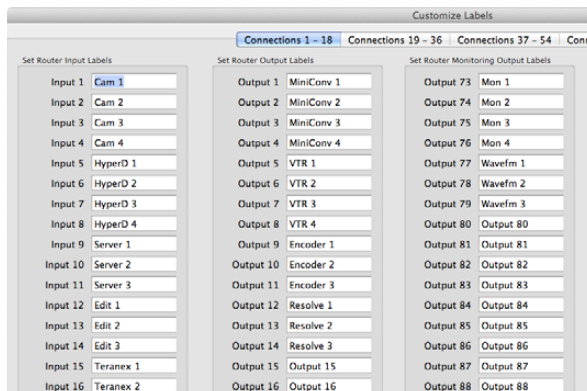 Customize Labels
Connections 1 - 18 Connections 19 - 36 Connections 37 - 54
Set Router Input Labels Set Router Output Labels Set Router Monitoring Output Labels
Input 1 Cam 1 Output 1 MiniConv 1 Output 73 Mon 1
Input 2 Cam 2 Output 2 MiniConv 2 Output 74 Mon 2
Input 3 Cam 3 Output 3 MiniConv 3 Output 75 Mon 3
Input 4 Cam 4 Output 4 MiniConv 4 Output 76 Mon 4
Input 5 HyperD 1 Output 5 VTR 1 Output 77 Wavefm 1
Input 6 HyperD 2 Output 6 VTR 2 Output 78 Wavefm 2
Input 7 HyperD 3 Output 7 VTR 3 Output 79 Wavefm 3
Input 8 HyperD 4 Output 8 VTR 4 Output 80 Output 80
Input 9 Server 1 Output 9 Encoder 1 Output 81 Output 81
Input 10 Server 2 Output 10 Encoder 2 Output 82 Output 82
Input 11 Server 3 Output 11 Encoder 3 Output 83 Output 83
Input 12 Edit 1 Output 12 Resolve 1 Output 84 Output 84
Input 13 Edit 2 Output 13 Resolve 2 Output 85 Output 85
Input 14 Edit 3 Output 14 Resolve 3 Output 86 Output 86
Input 15 Teranex 1 Output 15 Output 15 Output 87 Output 87
Input 16 Teranex 2 Output 16 Output 16 Output 88 Output 88